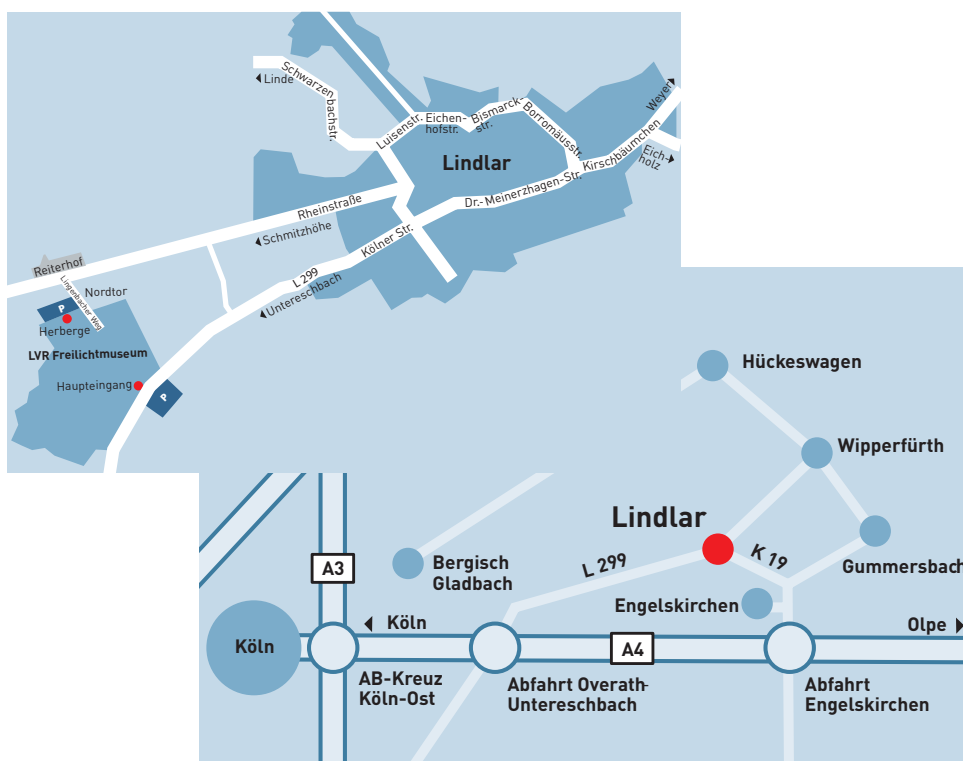 Linde
Schwarzen
bachstr.
Luisenstr.
Eichen-
hofstr.
Bismarck-
str.
Borromäusstr.
Weyer
Kirschbäumchen
Eich-
holz
Lindlar
Dr.-Meinerzhagen-Str.
Rheinstraße
Schmitzhöhe
Kölner Str.
L 299
Untereschbach
Reiterhof
Lingenbacher Weg
Nordtor
P
Herberge
LVR Freilichtmuseum
Haupteingang
P
Hückeswagen
Wipperfürth
Lindlar
K 19
L 299
Gummersbach
Bergisch
Gladbach
A3
Engelskirchen
Köln
Olpe
Köln
A4
AB-Kreuz
Köln-Ost
Abfahrt Overath-
Untereschbach
Abfahrt
Engelskirchen